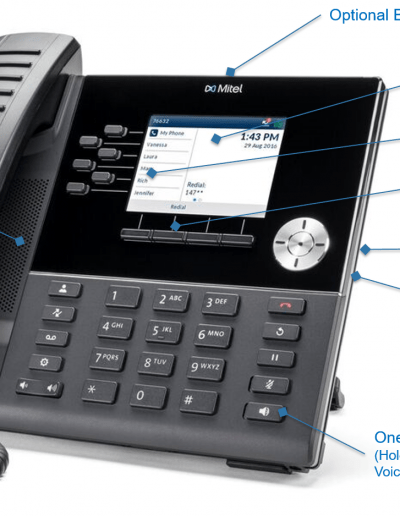 Optional B
Mitel
36632
My Phone
1:43 PM
29 Aug 2016
Vanessa
Laura
Mark
Rich
Jennifer
Redial:
147**
Redial
1
2 ABC
3 DEF
4 GHI
5 JKL
6 MNO
7 PQRS
8 TUV
9 WXYZ
*
0
#
One
(Hol
Voic